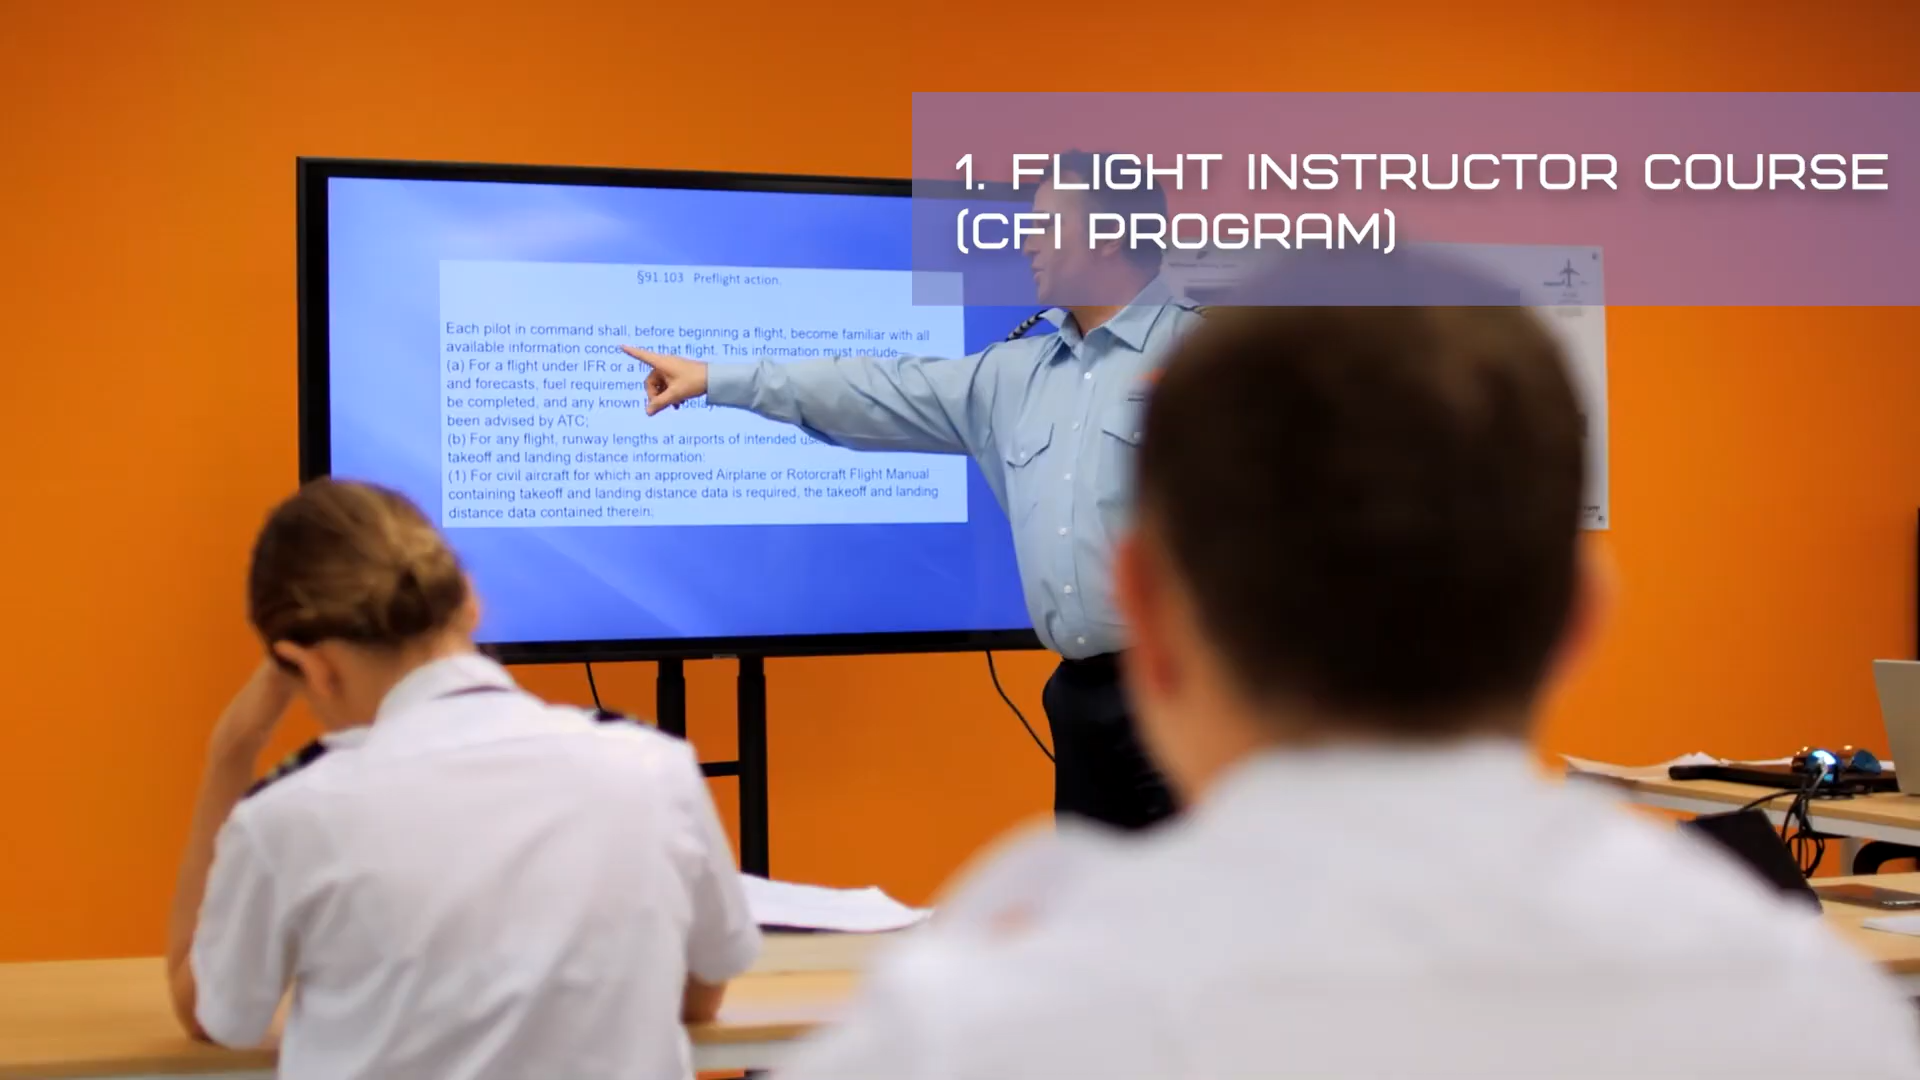 1. FLIGHT INSTRUCTOR COURSE
(CFI PROGRAM)
§91.103 Preflight action.
Each pilot in command shall, before beginning a flight, become familiar with all
available information that flight. This information must include—
(a) For a flight under IFR or a
and forecasts, fuel
be completed, and any known
been advised by ATC;
(b) For any flight, runway lengths at airports of intended
takeoff and landing distance information:
(1) For civil aircraft for which an approved Airplane or Rotorcraft Flight Manual
containing takeoff and landing distance data is required, the takeoff and landing
distance data contained therein;